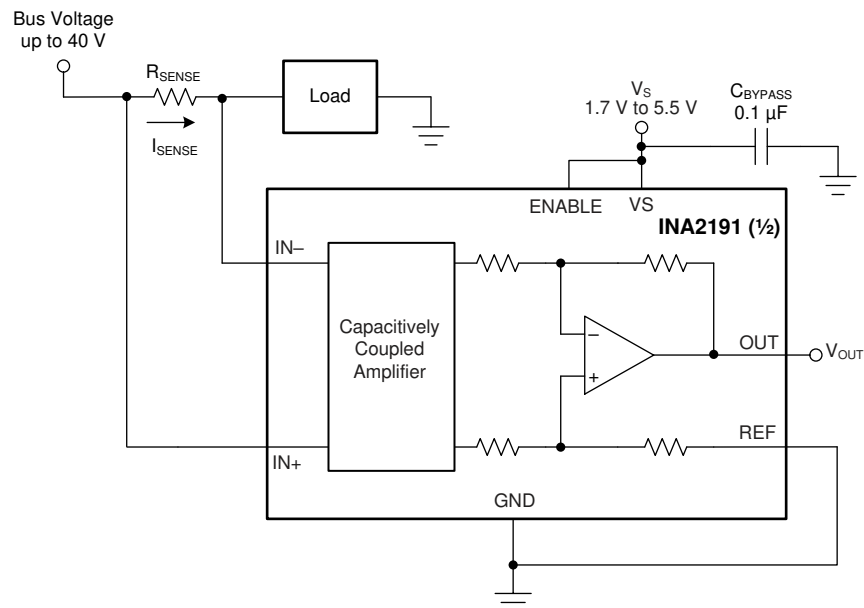 Bus Voltage
up to 40 V
RSENSE
ISENSE
Load
VS
1.7 V to 5.5 V
CBYPASS
0.1 µF
ENABLE
VS
INA2191 (½)
IN–
Capacitively
Coupled
Amplifier
–
+
OUT
VOUT
REF
IN+
GND